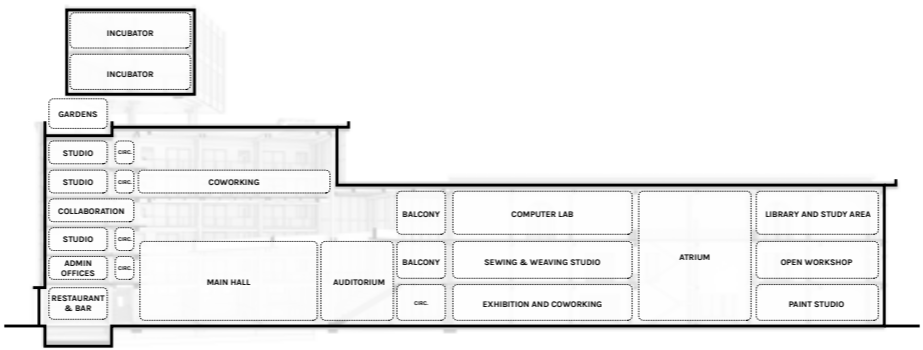 INCUBATOR
INCUBATOR
GARDENS
STUDIO
CIRC.
STUDIO
CIRC.
COWORKING
COLLABORATION
BALCONY
COMPUTER LAB
LIBRARY AND STUDY AREA
STUDIO
CIRC.
ADMIN
OFFICES
CIRC.
MAIN HALL
AUDITORIUM
BALCONY
SEWING & WEAVING STUDIO
ATRIUM
OPEN WORKSHOP
RESTAURANT
& BAR
CIRC.
EXHIBITION AND COWORKING
PAINT STUDIO